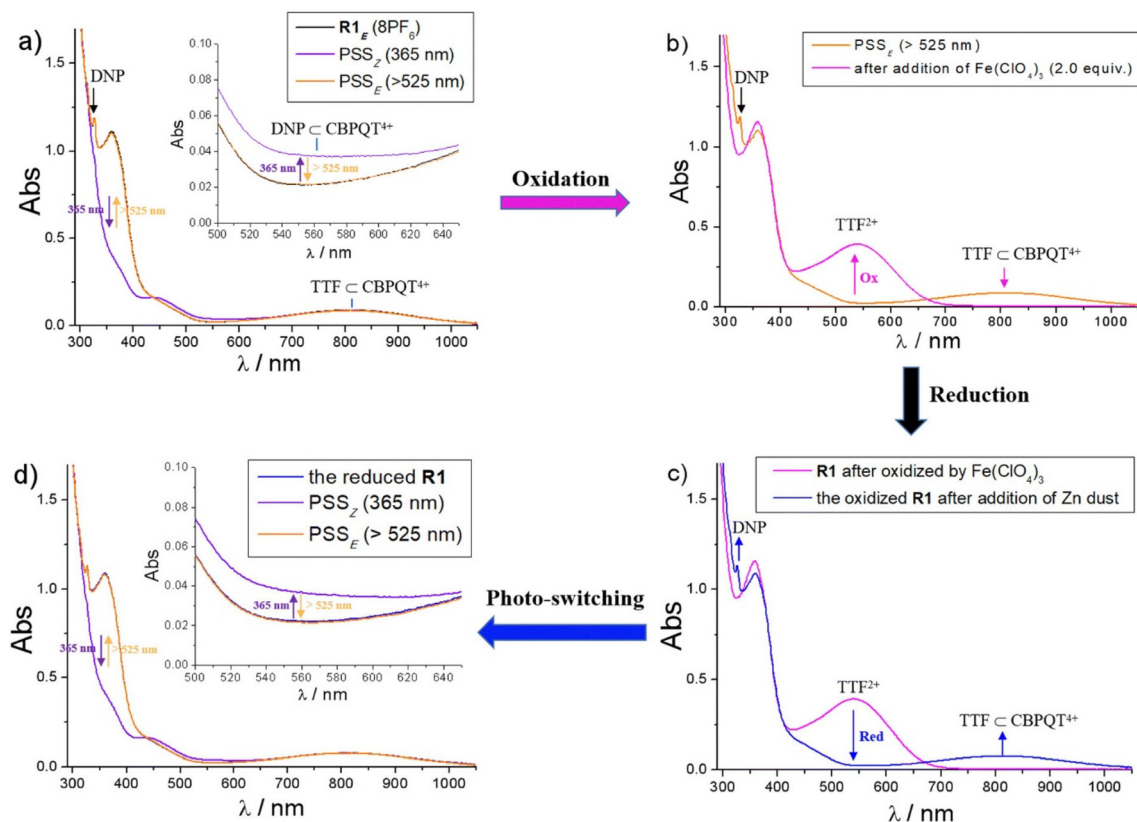 a)
R1E (8PF6)
PSSZ (365 nm)
PSSE (>525 nm)
DNP
DNP ⊂ CBPQT4+
365 nm
> 525 nm
Abs
0.10
0.08
0.06
0.04
0.02
0.00
500 520 540 560 580 600 620 640
λ / nm
365 nm
> 525 nm
TTF ⊂ CBPQT4+
Abs
1.5
1.0
0.5
0.0
300 400 500 600 700 800 900 1000
λ / nm
Oxidation
b)
PSSE (> 525 nm)
after addition of Fe(ClO4)3 (2.0 equiv.)
DNP
TTF2+
Ox
TTF ⊂ CBPQT4+
Abs
1.5
1.0
0.5
0.0
300 400 500 600 700 800 900 1000
λ / nm
Reduction
d)
the reduced R1
PSSZ (365 nm)
PSSE (> 525 nm)
Abs
0.10
0.08
0.06
0.04
0.02
0.00
365 nm
> 525 nm
500 520 540 560 580 600 620 640
λ / nm
365 nm
> 525 nm
Abs
1.5
1.0
0.5
0.0
300 400 500 600 700 800 900 1000
λ / nm
Photo-switching
c)
R1 after oxidized by Fe(ClO4)3
the oxidized R1 after addition of Zn dust
DNP
TTF2+
Red
TTF ⊂ CBPQT4+
Abs
1.5
1.0
0.5
0.0
300 400 500 600 700 800 900 1000
λ / nm